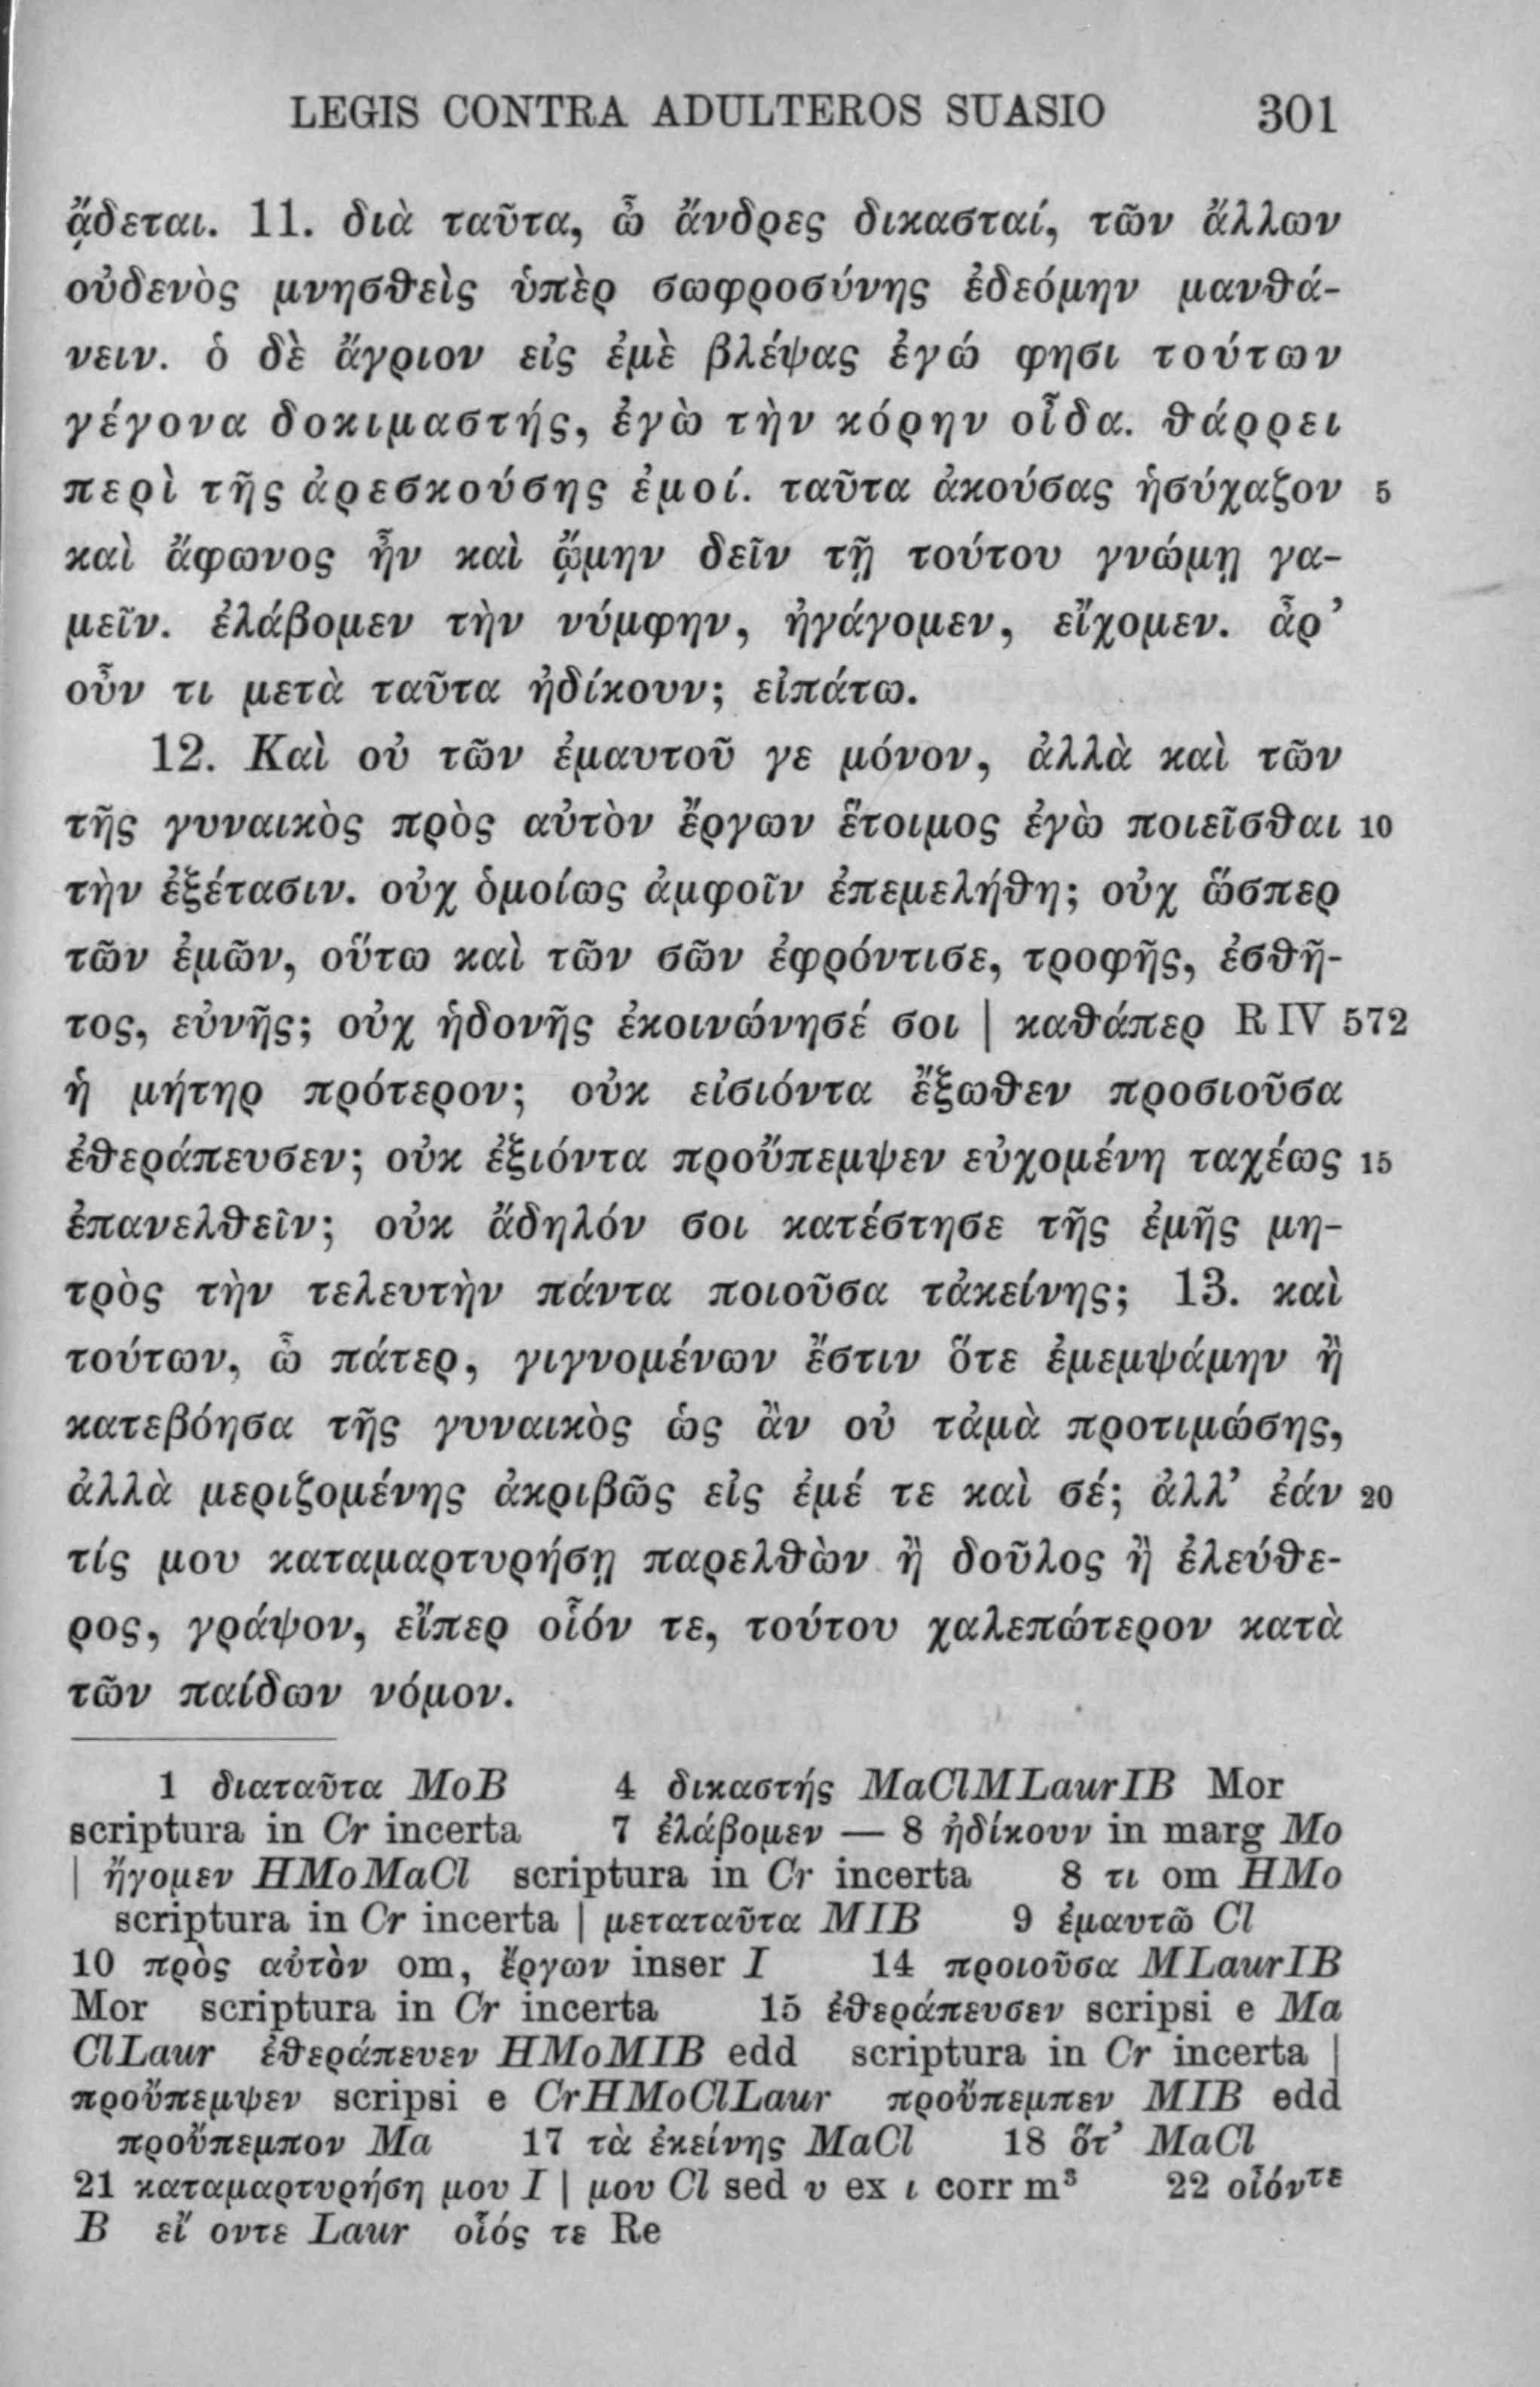 LEGIS CONTRA ADULTEROS SUASIO 301
ᾄδεται. 11. διὰ ταῦτα, ὦ ἄνδρες δικασταί, τῶν ἄλλων
οὐδενὸς μνησθεὶς ὑπὲρ σωφροσύνης ἐδεόμην μανθά-
νειν. ὁ δὲ ἄγριον εἰς ἐμὲ βλέψας ἐγώ φησι τούτων
γέγονα δοκιμαστής, ἐγὼ τὴν κόρην οἶδα. θάρρει
περὶ τῆς ἀρεσκούσης ἐμοί. ταῦτα ἀκούσας ἡσύχαζον 5
καὶ ἄφωνος ἦν καὶ ᾤμην δεῖν τῇ τούτου γνώμῃ γα-
μεῖν. ἐλάβομεν τὴν νύμφην, ἠγάγομεν, εἴχομεν. ἆρ’
οὖν τι μετὰ ταῦτα ἠδίκουν; εἰπάτω.
12. Καὶ οὐ τῶν ἐμαυτοῦ γε μόνον, ἀλλὰ καὶ τῶν
τῆς γυναικὸς πρὸς αὐτὸν ἔργων ἕτοιμος ἐγὼ ποιεῖσθαι 10
τὴν ἐξέτασιν. οὐχ ὁμοίως ἀμφοῖν ἐπεμελήθη; οὐχ ὥσπερ
τῶν ἐμῶν, οὕτω καὶ τῶν σῶν ἐφρόντισε, τροφῆς, ἐσθῆ-
τος, εὐνῆς; οὐχ ἡδονῆς ἐκοινώνησέ σοι | καθάπερ R IV 572
ἡ μήτηρ πρότερον; οὐκ εἰσιόντα ἔξωθεν προσιοῦσα
ἐθεράπευσεν; οὐκ ἐξιόντα προὔπεμψεν εὐχομένη ταχέως 15
ἐπανελθεῖν; οὐκ ἄδηλόν σοι κατέστησε τῆς ἐμῆς μη-
τρὸς τὴν τελευτὴν πάντα ποιοῦσα τἀκείνης; 13. καὶ
τούτων, ὦ πάτερ, γιγνομένων ἔστιν ὅτε ἐμεμψάμην ἢ
κατεβόησα τῆς γυναικὸς ὡς ἂν οὐ τἀμὰ προτιμώσης,
ἀλλὰ μεριζομένης ἀκριβῶς εἰς ἐμέ τε καὶ σέ; ἀλλ’ ἐάν 20
τίς μου καταμαρτυρήσῃ παρελθὼν ἢ δοῦλος ἢ ἐλεύθε-
ρος, γράψον, εἴπερ οἷόν τε, τούτου χαλεπώτερον κατὰ
τῶν παίδων νόμον.
1 διαταῦτα MoB 4 δικαστής MaClMLaurIB Mor
scriptura in Cr incerta 7 ἐλάβομεν — 8 ἠδίκουν in marg Mo
| ἤγομεν HMoMaCl scriptura in Cr incerta 8 τι om HMo
scriptura in Cr incerta | μεταταῦτα MIB 9 ἐμαυτῶ Cl
10 πρὸς αὐτὸν om, ἔργων inser I 14 προιοῦσα MLaurIB
Mor scriptura in Cr incerta 15 ἐθεράπευσεν scripsi e Ma
ClLaur ἐθεράπευεν HMoMIB edd scriptura in Cr incerta |
προὔπεμψεν scripsi e CrHMoClLaur προὔπεμπεν MIB edd
προὔπεμπον Ma 17 τὰ ἐκείνης MaCl 18 ὅτ’ MaCl
21 καταμαρτυρήση μου I | μου Cl sed υ ex ι corr m³ 22 οἷόντε
B εἴ οντε Laur οἷός τε Re